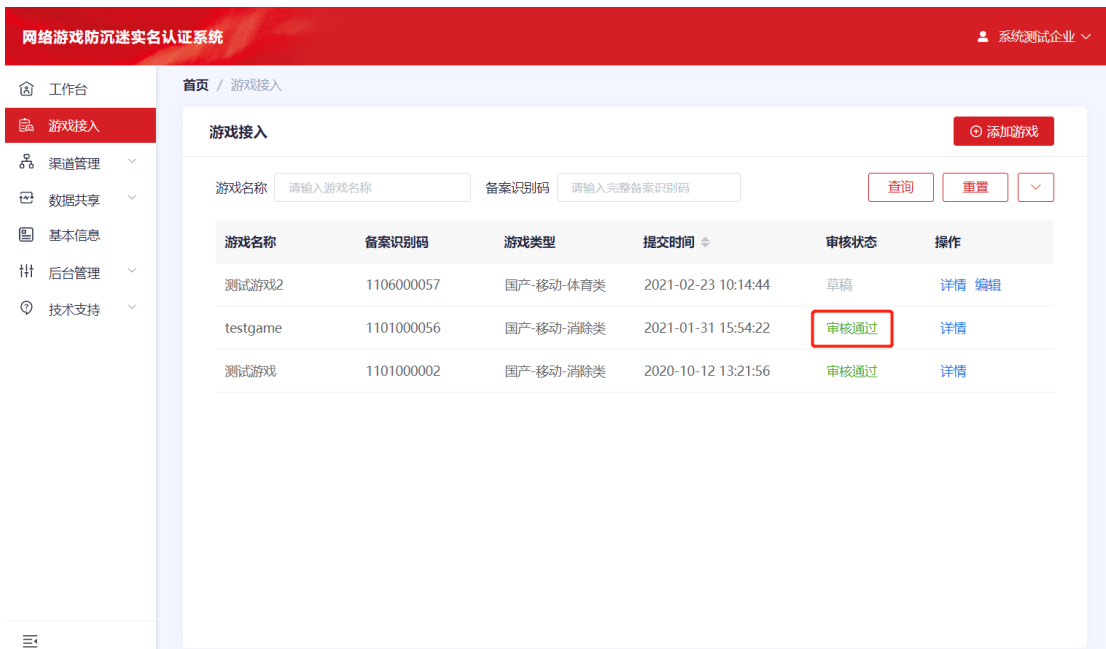 网络游戏防沉迷实名认证系统
系统测试企业
工作台
游戏接入
渠道管理
数据共享
基本信息
后台管理
技术支持
首页 / 游戏接入
游戏接入
添加游戏
游戏名称 请输入游戏名称 备案识别码 请输入完整备案识别码 查询 重置
游戏名称 备案识别码 游戏类型 提交时间 审核状态 操作
测试游戏2 1106000057 国产-移动-体育类 2021-02-23 10:14:44 草稿 详情 编辑
testgame 1101000056 国产-移动-消除类 2021-01-31 15:54:22 审核通过 详情
测试游戏 1101000002 国产-移动-消除类 2020-10-12 13:21:56 审核通过 详情